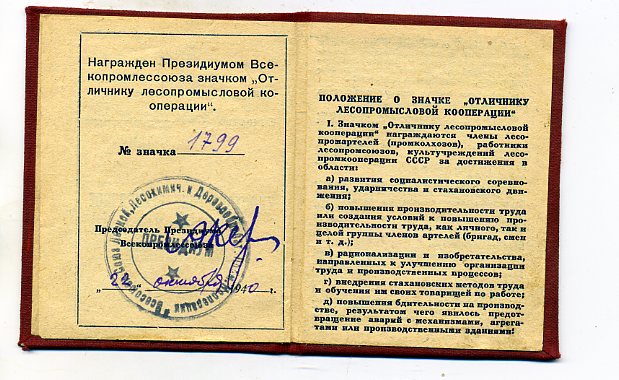 Награжден Президиумом Все-
копромлессоюза значком „От-
личнику лесопромысловой ко-
операции“.
№ значка 1799
Председатель Президиума
Всекопромлессоюза
ПРЕЗИДИУМ
„22 октября 1940 г.
ПОЛОЖЕНИЕ О ЗНАЧКЕ „ОТЛИЧНИКУ
ЛЕСОПРОМЫСЛОВОЙ КООПЕРАЦИИ“
I. Значком „Отличнику лесопромысловой
кооперации“ награждаются члены лесо-
промартелей (промколхозов), работники
леспромсоюзов, культучреждений лесо-
промкооперации СССР за достижения в
области:
а) развития социалистического соревно-
вания, ударничества и стахановского дви-
жения;
б) повышения производительности труда
или создания условий к повышению про-
изводительности труда, как личного, так и
целой группы членов артелей (бригад, смен
и т. д.);
в) рационализации и изобретательства,
направленных к улучшению организации
труда и производственных процессов;
г) внедрения стахановских методов труда
и обучения им своих товарищей по работе;
д) повышения бдительности на производ-
стве, результатом чего явилось предот-
вращение аварий с механизмами, агрега-
тами или производственными зданиями;